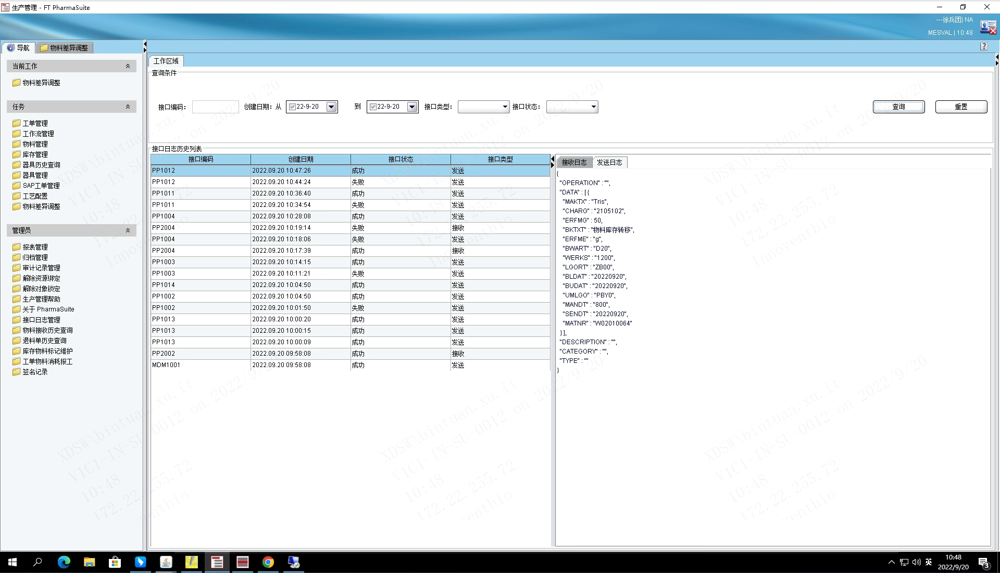 生产管理 - FT PharmaSuite
---徐兵团| NA
MESVAL | 10:48
导航
物料差异调整
当前工作
物料差异调整
任务
工单管理
工作流管理
物料管理
库存管理
器具历史查询
器具管理
SAP工单管理
工艺配置
物料差异调整
管理员
报表管理
归档管理
审计记录管理
解除资源绑定
解除对象锁定
生产管理帮助
关于 PharmaSuite
接口日志管理
物料接收历史查询
退料单历史查询
库存物料标记维护
工单物料消耗报工
签名记录
工作区域
查询条件
接口编码: 创建日期: 从 22-9-20 到 22-9-20 接口类型: 接口状态: 查询 重置
接口日志历史列表
接口编码 创建日期 接口状态 接口类型
PP1012 2022.09.20 10:47:26 成功 发送
PP1012 2022.09.20 10:44:24 失败 发送
PP1011 2022.09.20 10:36:40 成功 发送
PP1011 2022.09.20 10:34:54 失败 发送
PP1004 2022.09.20 10:28:08 成功 发送
PP2004 2022.09.20 10:19:14 失败 接收
PP1004 2022.09.20 10:18:06 失败 发送
PP2004 2022.09.20 10:17:39 成功 接收
PP1003 2022.09.20 10:14:15 成功 发送
PP1003 2022.09.20 10:11:21 失败 发送
PP1014 2022.09.20 10:04:50 成功 发送
PP1002 2022.09.20 10:04:50 成功 发送
PP1002 2022.09.20 10:01:50 失败 发送
PP1013 2022.09.20 10:00:20 成功 发送
PP1013 2022.09.20 10:00:15 成功 发送
PP1013 2022.09.20 10:00:09 成功 发送
PP2002 2022.09.20 09:58:08 成功 接收
MDM1001 2022.09.20 09:58:08 成功 发送
接收日志 发送日志
{
"OPERATION" : "",
"DATA" : [{
"MAKTX" : "Tris",
"CHARG" : "2105102",
"ERFMG" : 50,
"BKTXT" : "物料库存转移",
"ERFME" : "g",
"BWART" : "D20",
"WERKS" : "1200",
"LGORT" : "ZB00",
"BLDAT" : "20220920",
"BUDAT" : "20220920",
"UMLGO" : "PBY0",
"MANDT" : "800",
"SENDT" : "20220920",
"MATNR" : "W02010064"
}],
"DESCRIPTION" : "",
"CATEGORY" : "",
"TYPE" : ""
}
XDSW\bintuan.xu.it
V1C1-IN-SU-0012 on 2022/9/20
10:48
172.22.255.72
Innoventbio
英
10:48
2022/9/20
3